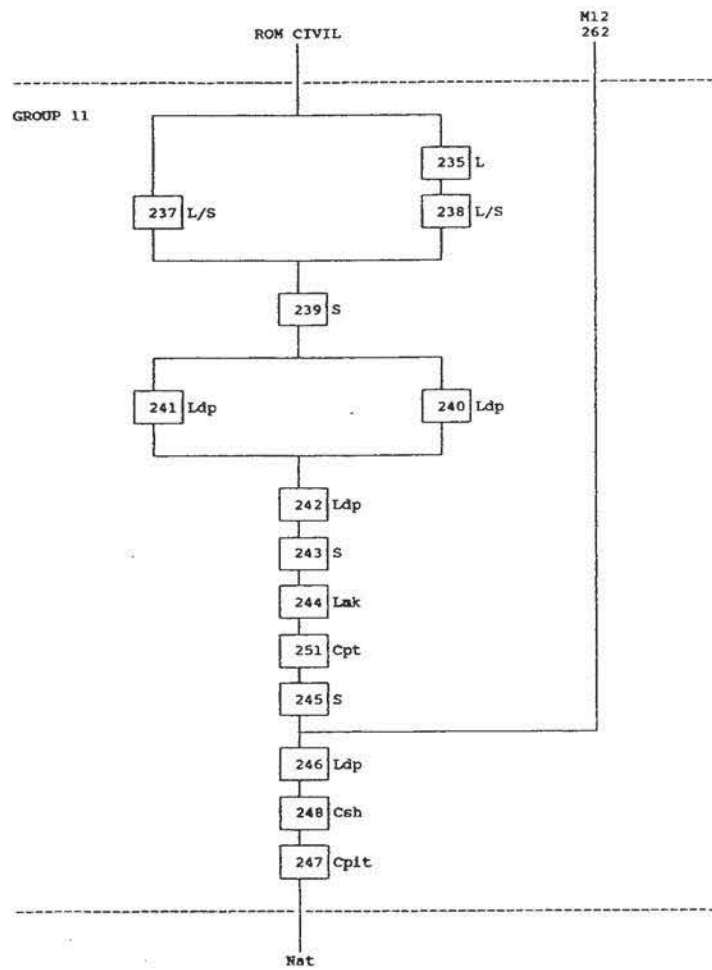 M12
ROM CIVIL 262
GROUP 11
235 L
237 L/S 238 L/S
239 S
241 Ldp 240 Ldp
242 Ldp
243 S
244 Lmk
251 Cpt
245 S
246 Ldp
248 Csh
247 Cpit
Nat